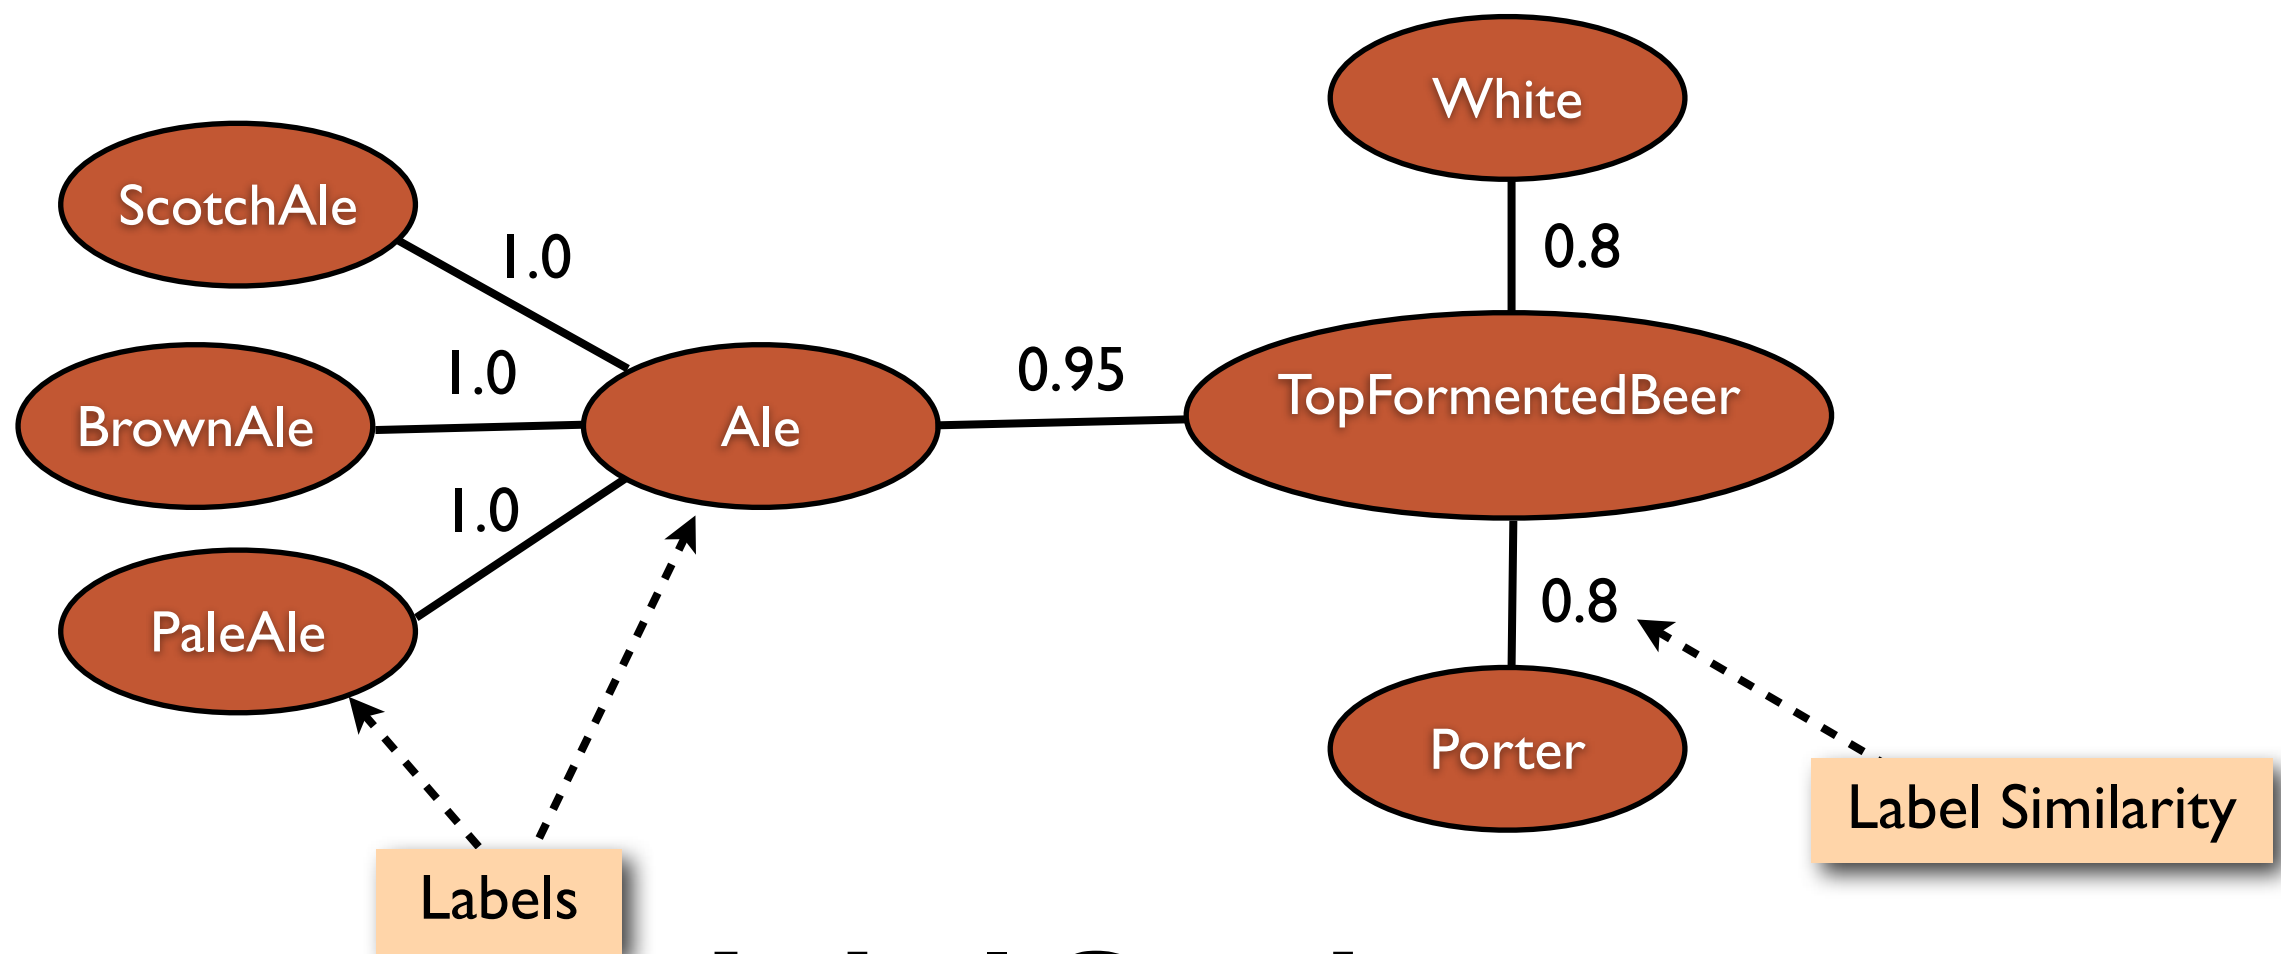 White
ScotchAle
1.0
0.8
1.0
0.95
TopFormentedBeer
BrownAle
Ale
1.0
0.8
PaleAle
Porter
Label Similarity
Labels